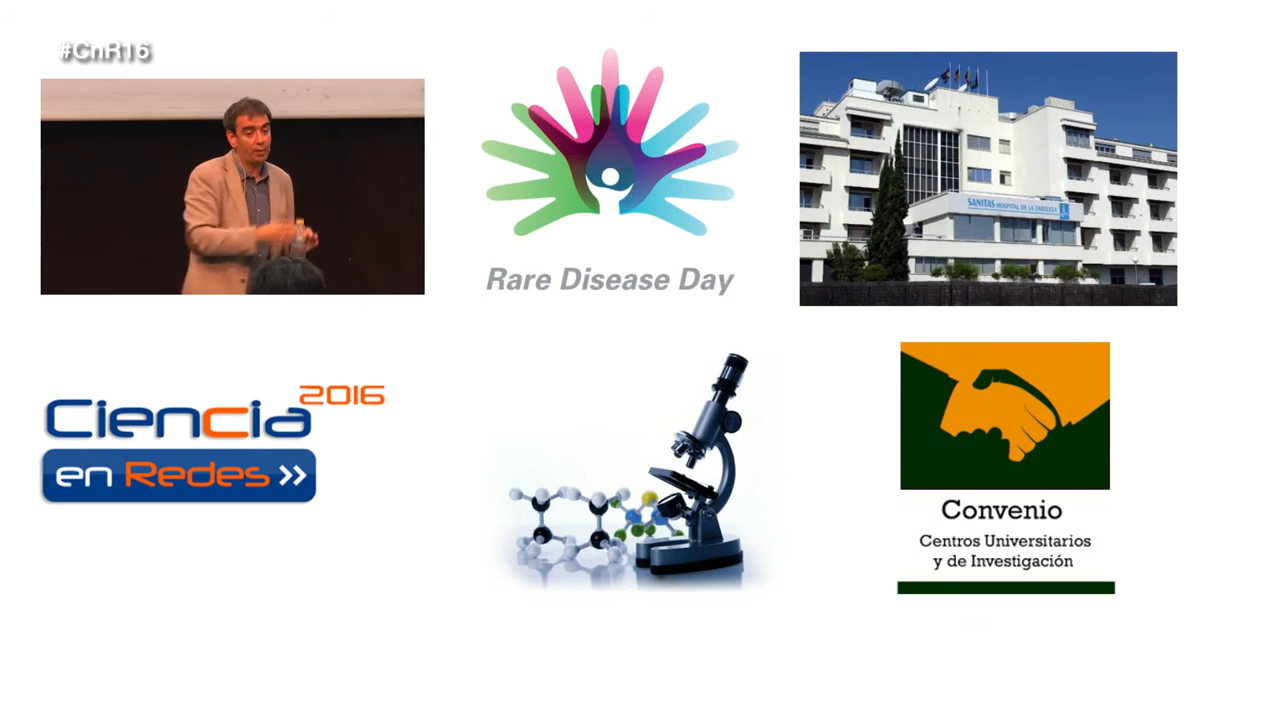 #CnR16
Rare Disease Day
SANITAS HOSPITAL DE LA ZARZUELA
Ciencia 2016
en Redes »
Convenio
Centros Universitarios
y de Investigación